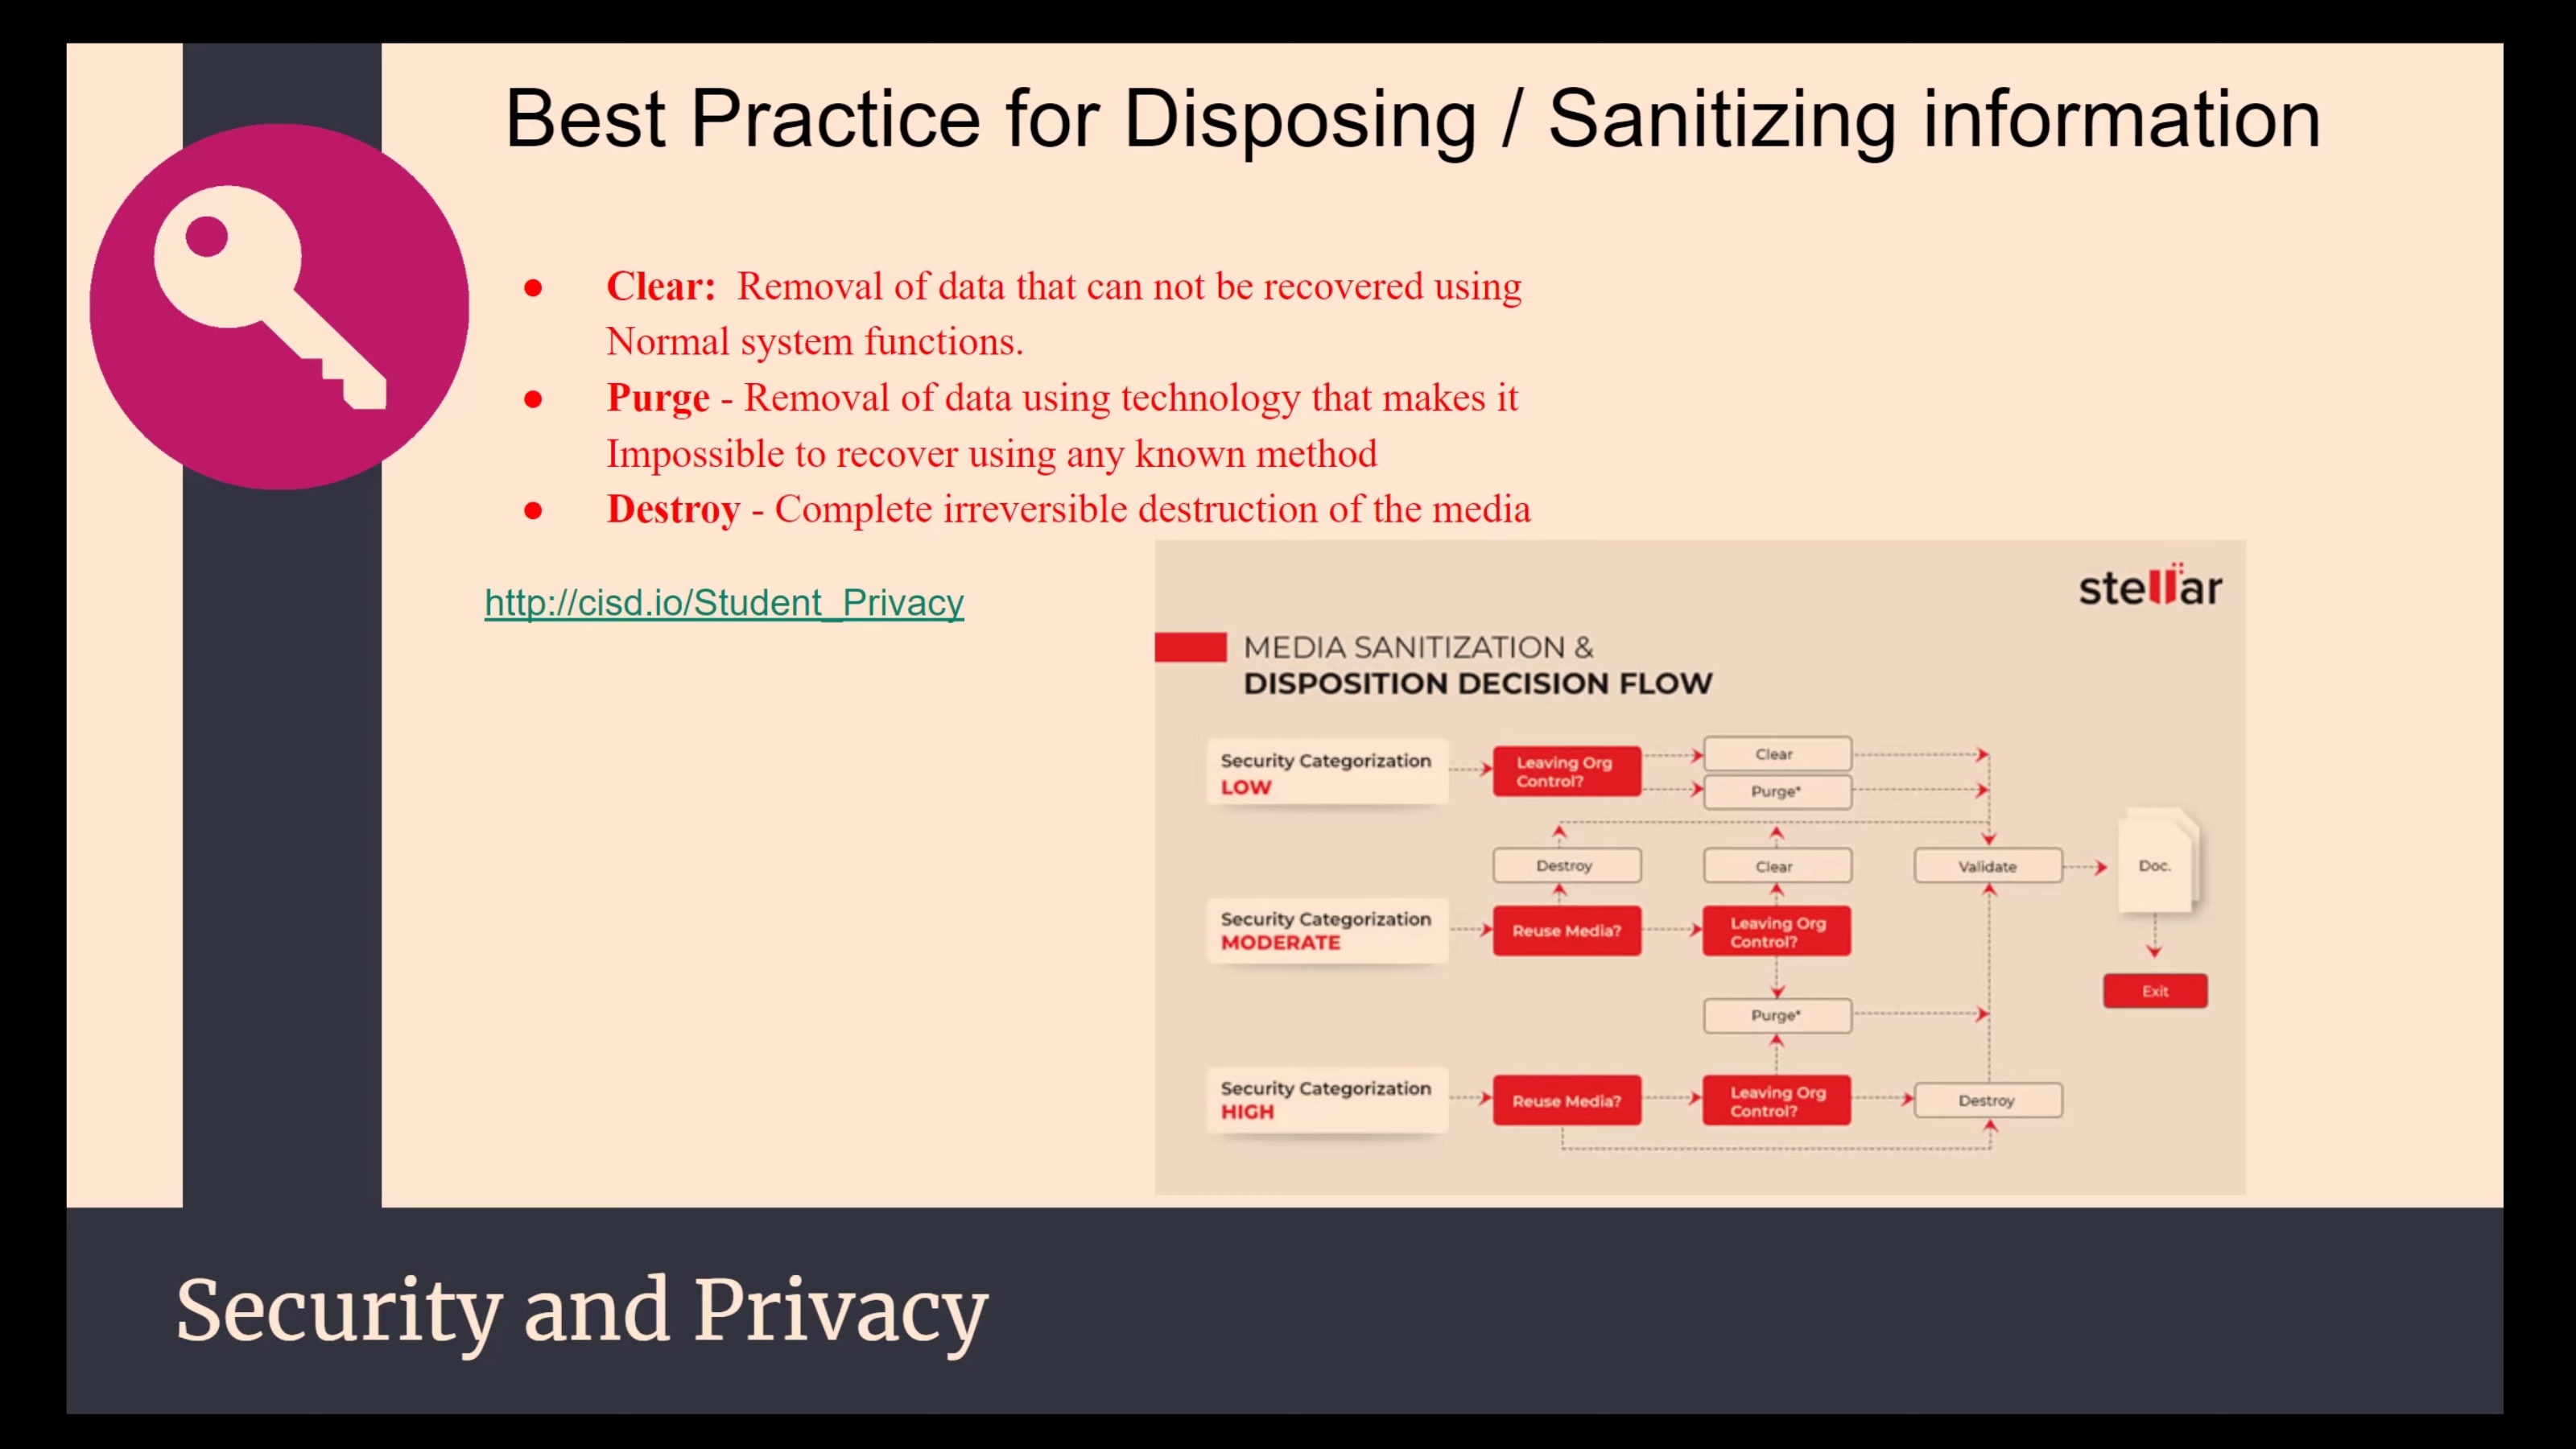 Best Practice for Disposing / Sanitizing information
● Clear: Removal of data that can not be recovered using
Normal system functions.
● Purge - Removal of data using technology that makes it
Impossible to recover using any known method
● Destroy - Complete irreversible destruction of the media
http://cisd.io/Student_Privacy
stellar
MEDIA SANITIZATION &
DISPOSITION DECISION FLOW
Security Categorization
LOW
Leaving Org
Control?
Clear
Purge*
Destroy
Clear
Validate
Doc.
Security Categorization
MODERATE
Reuse Media?
Leaving Org
Control?
Exit
Purge*
Security Categorization
HIGH
Reuse Media?
Leaving Org
Control?
Destroy
Security and Privacy